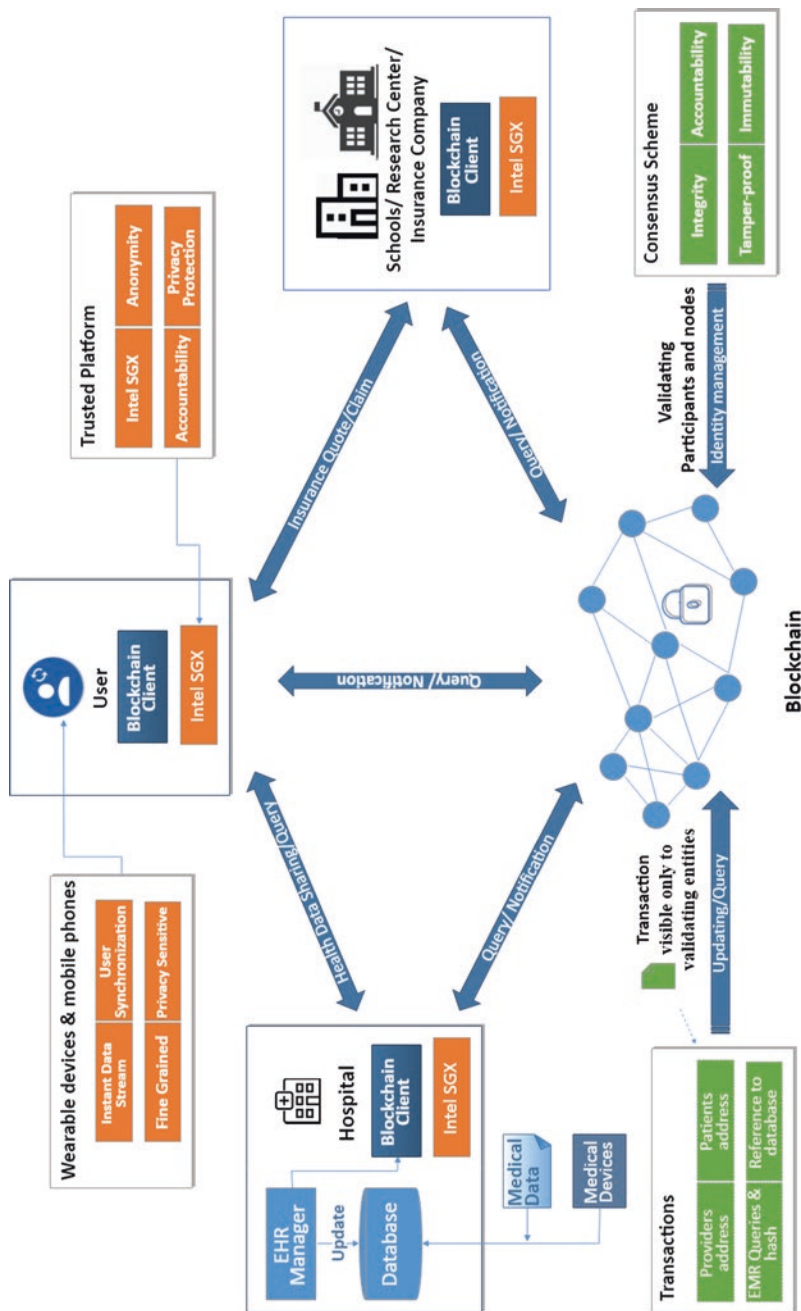 Wearable devices & mobile phones
Instant Data
Stream
User
Synchronization
Fine Grained
Privacy Sensitive
User
Blockchain
Client
Intel SGX
Trusted Platform
Intel SGX
Anonymity
Accountability
Privacy
Protection
Health Data Sharing/Query
Insurance Quote/Claim
Query/ Notification
EHR
Manager
Update
Database
Hospital
Blockchain
Client
Intel SGX
Medical
Data
Medical
Devices
Schools/ Research Center/
Insurance Company
Blockchain
Client
Intel SGX
Query/ Notification
Query/ Notification
Transactions
Providers
address
Patients
address
EMR Queries &
hash
Reference to
database
Transaction
visible only to
validating entities
Updating/Query
Blockchain
Validating
Participants and nodes
Identity management
Consensus Scheme
Integrity
Accountability
Tamper-proof
Immutability